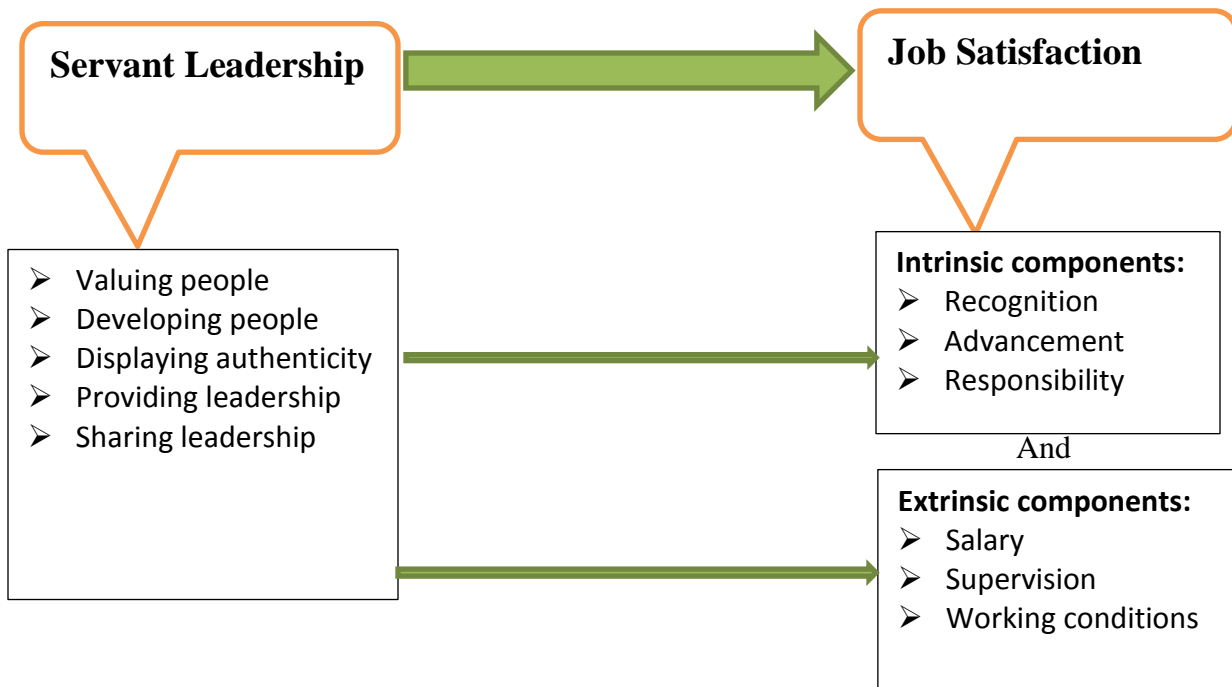 Servant Leadership
Job Satisfaction
➢ Valuing people
➢ Developing people
➢ Displaying authenticity
➢ Providing leadership
➢ Sharing leadership
Intrinsic components:
➢ Recognition
➢ Advancement
➢ Responsibility
And
Extrinsic components:
➢ Salary
➢ Supervision
➢ Working conditions